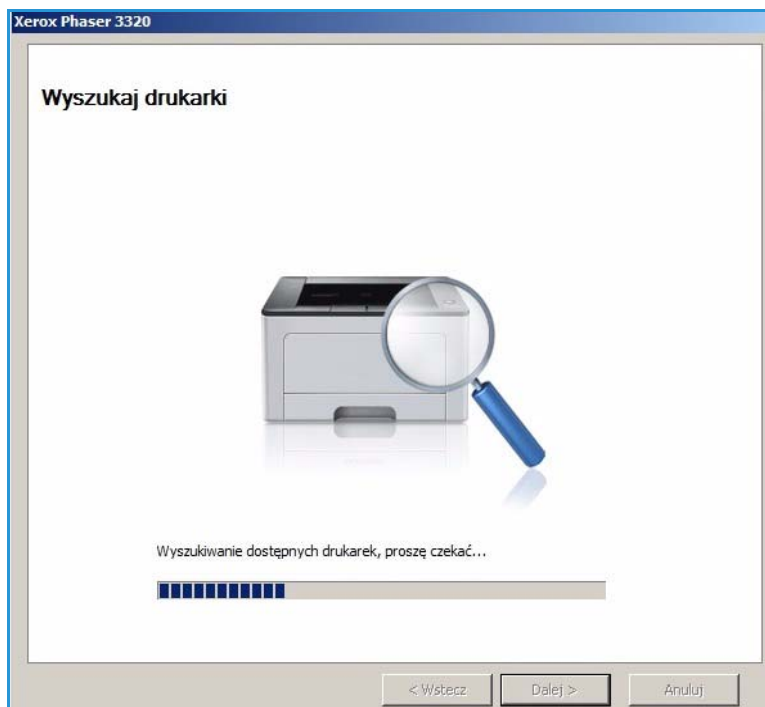 Xerox Phaser 3320
Wyszukaj drukarki
Wyszukiwanie dostępnych drukarek, proszę czekać...
< Wstecz
Dalej >
Anuluj